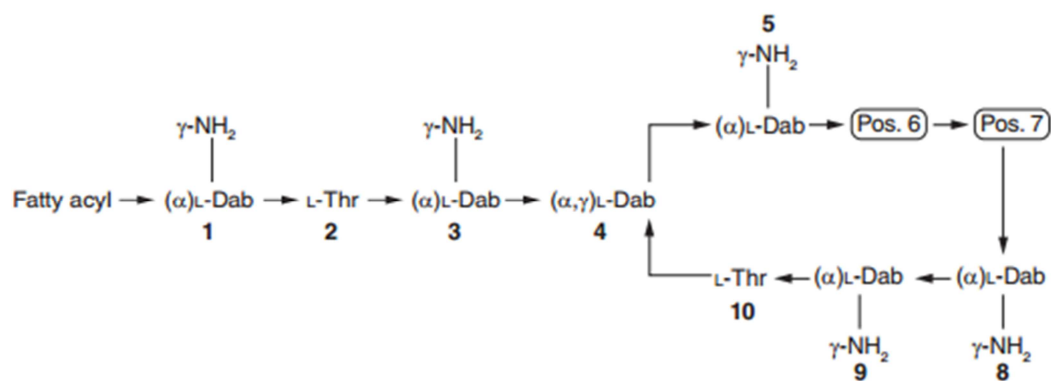 5
γ-NH2
(α)L-Dab Pos. 6 Pos. 7
γ-NH2 γ-NH2
Fatty acyl (α)L-Dab L-Thr (α)L-Dab (α,γ)L-Dab
1 2 3 4
L-Thr (α)L-Dab (α)L-Dab
10
γ-NH2 γ-NH2
9 8